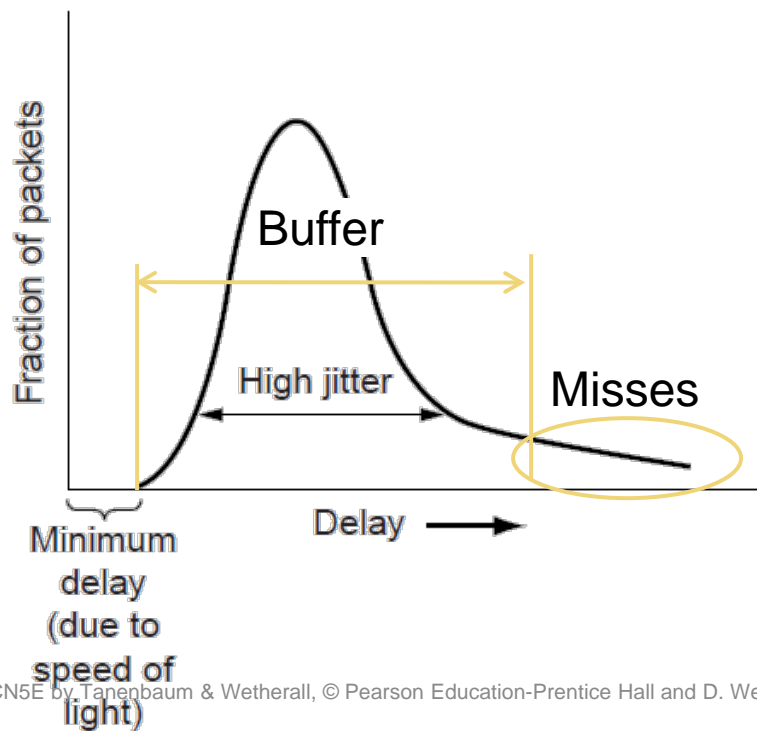 Fraction of packets
Buffer
High jitter
Misses
Delay
Minimum
delay
(due to
speed of
light)
CN5E by Tanenbaum & Wetherall, © Pearson Education-Prentice Hall and D. We